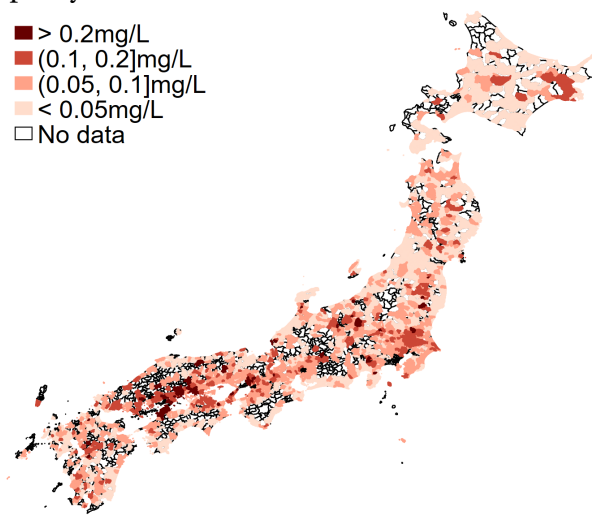 > 0.2mg/L
(0.1, 0.2]mg/L
(0.05, 0.1]mg/L
< 0.05mg/L
No data